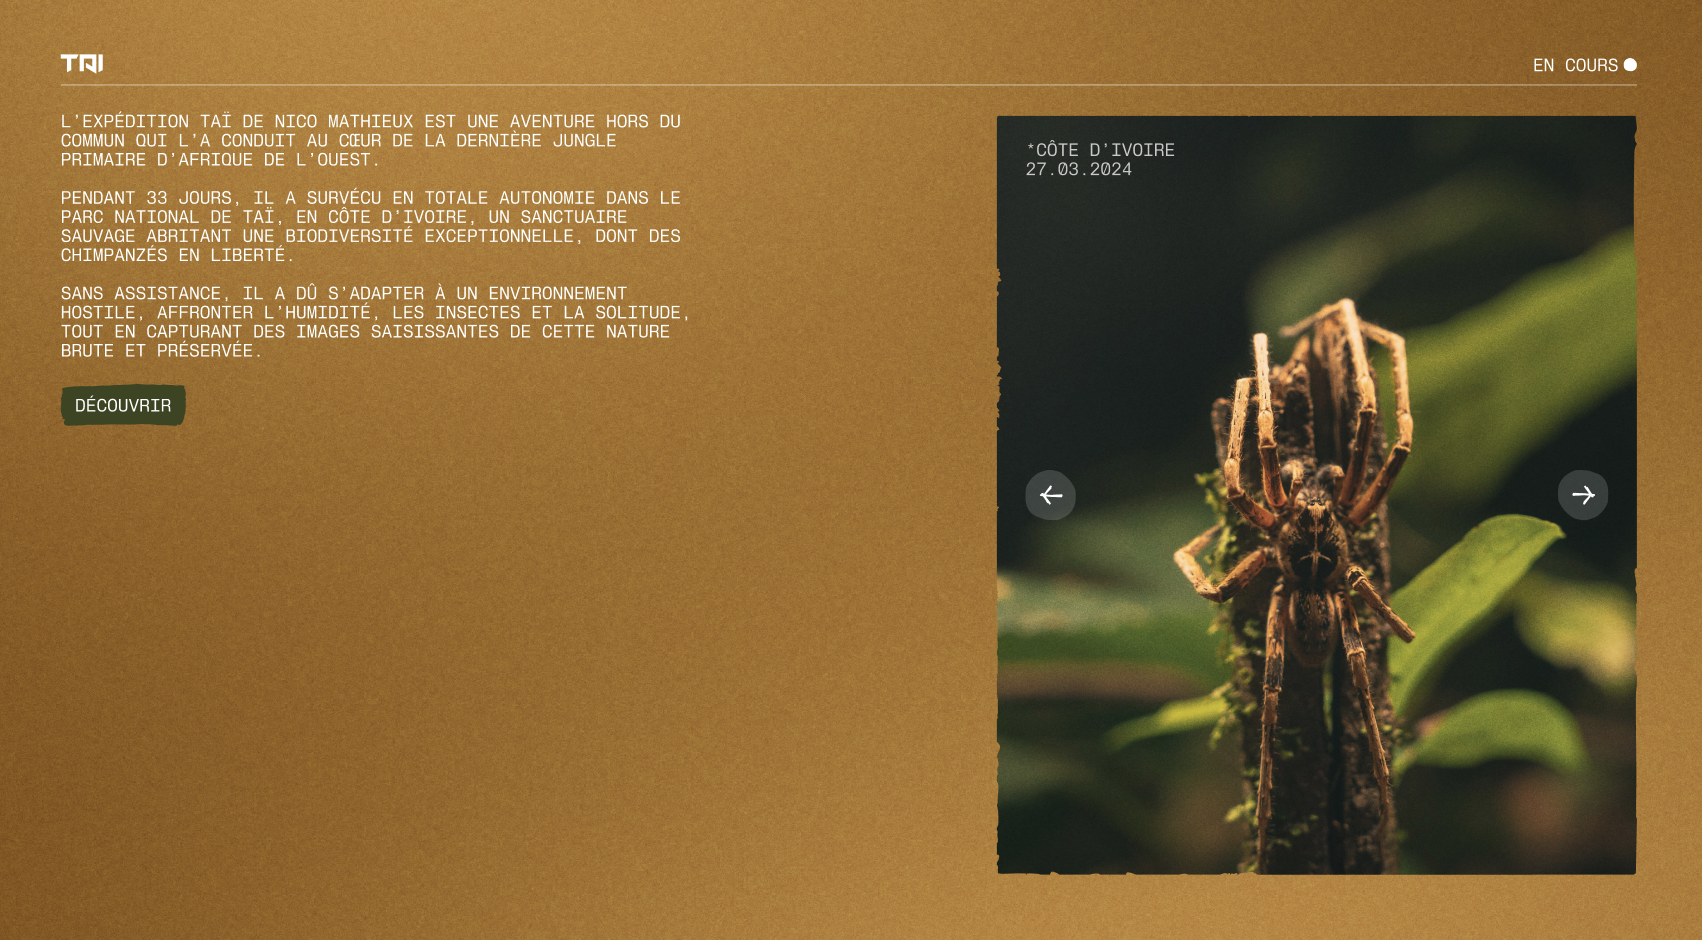 TAI
EN COURS
L'EXPÉDITION TAÏ DE NICO MATHIEUX EST UNE AVENTURE HORS DU
COMMUN QUI L'A CONDUIT AU CŒUR DE LA DERNIÈRE JUNGLE
PRIMAIRE D'AFRIQUE DE L'OUEST.
PENDANT 33 JOURS, IL A SURVÉCU EN TOTALE AUTONOMIE DANS LE
PARC NATIONAL DE TAÏ, EN CÔTE D'IVOIRE, UN SANCTUAIRE
SAUVAGE ABRITANT UNE BIODIVERSITÉ EXCEPTIONNELLE, DONT DES
CHIMPANZÉS EN LIBERTÉ.
SANS ASSISTANCE, IL A DÛ S'ADAPTER À UN ENVIRONNEMENT
HOSTILE, AFFRONTER L'HUMIDITÉ, LES INSECTES ET LA SOLITUDE,
TOUT EN CAPTURANT DES IMAGES SAISISSANTES DE CETTE NATURE
BRUTE ET PRÉSERVÉE.
DÉCOUVRIR
*CÔTE D'IVOIRE
27.03.2024